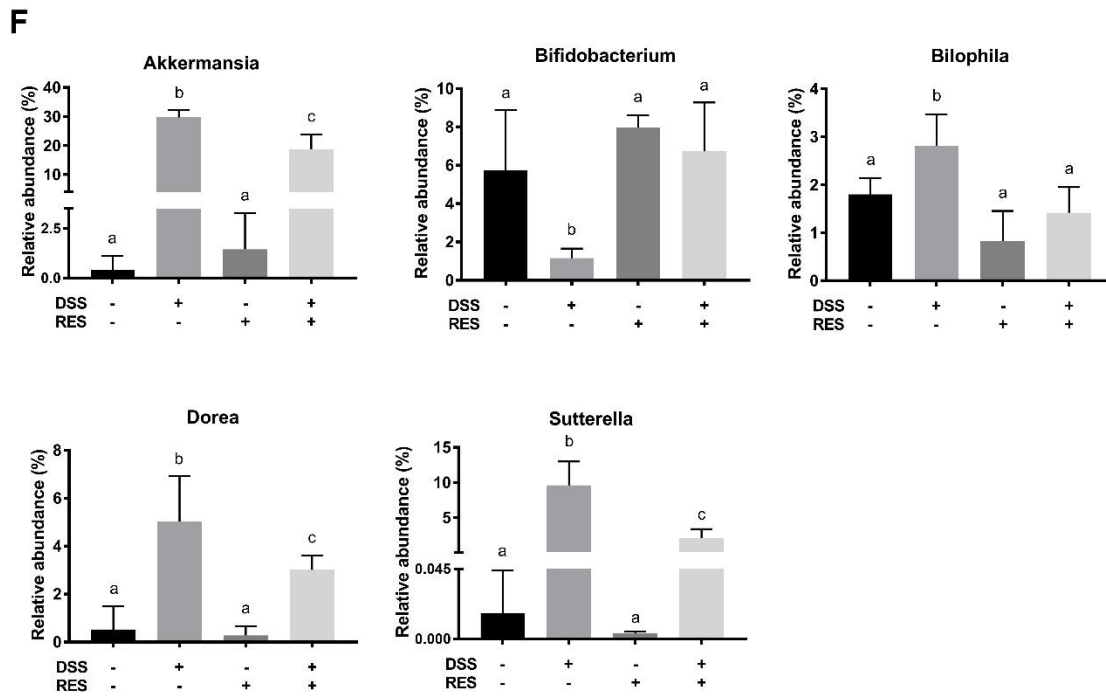 F
Akkermansia
Relative abundance (%)
40
30
20
10
2.5
0.0
a
b
a
c
DSS - + - +
RES - - + +
Bifidobacterium
Relative abundance (%)
10
8
6
4
2
0
a
b
a
a
DSS - + - +
RES - - + +
Bilophila
Relative abundance (%)
4
3
2
1
0
a
b
a
a
DSS - + - +
RES - - + +
Dorea
Relative abundance (%)
8
6
4
2
0
a
b
a
c
DSS - + - +
RES - - + +
Sutterella
Relative abundance (%)
15
10
5
0.045
0.000
a
b
a
c
DSS - + - +
RES - - + +